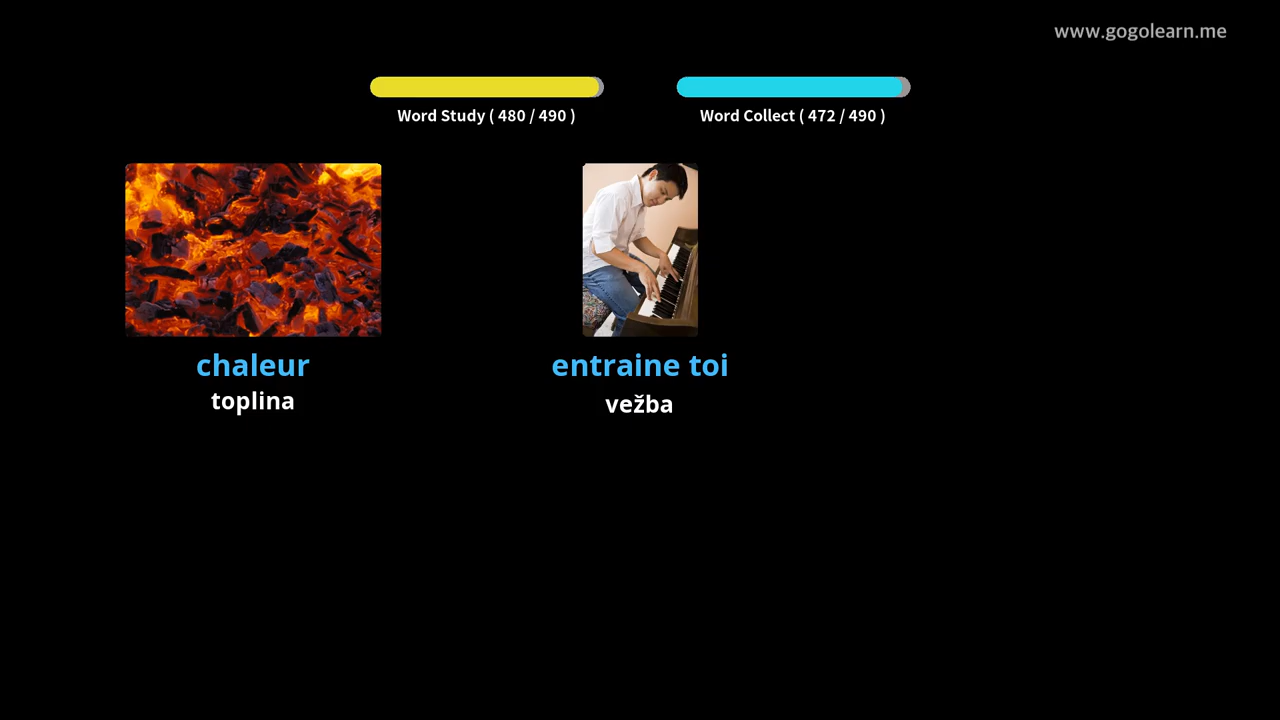 www.gogolearn.me
Word Study ( 480 / 490 )
Word Collect ( 472 / 490 )
chaleur
toplina
entraine toi
vežba